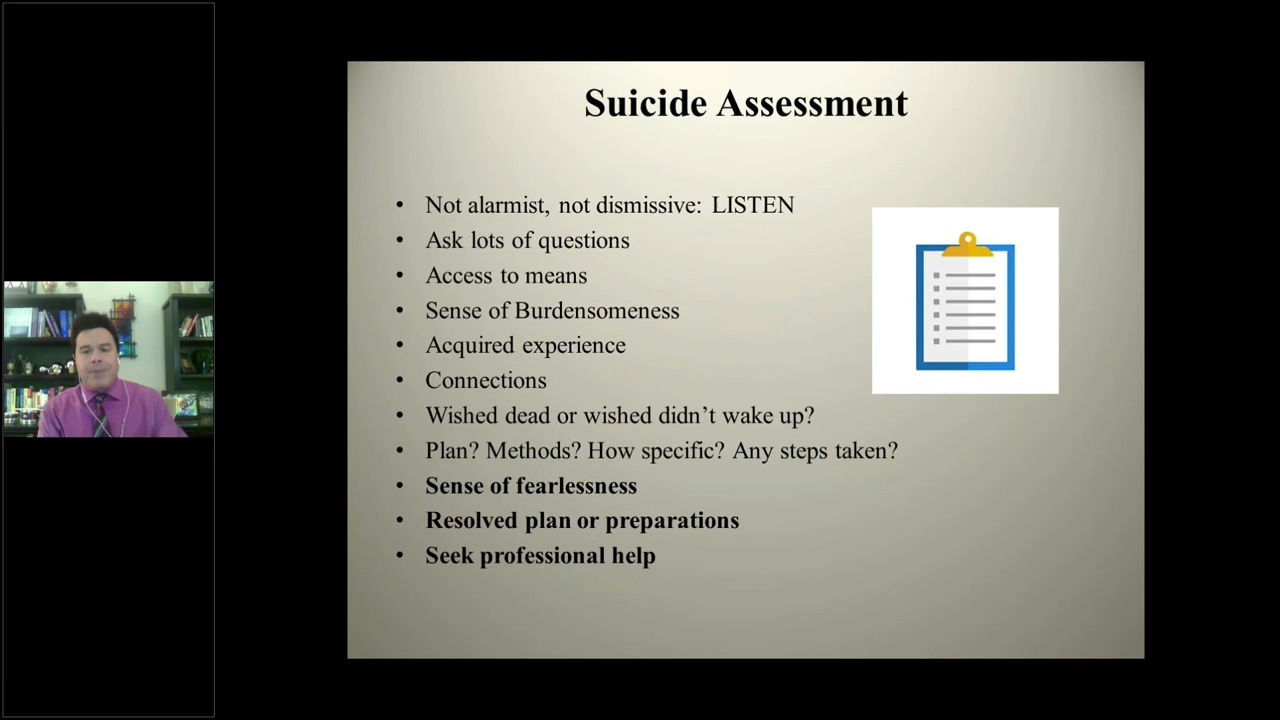 Suicide Assessment
• Not alarmist, not dismissive: LISTEN
• Ask lots of questions
• Access to means
• Sense of Burdensomeness
• Acquired experience
• Connections
• Wished dead or wished didn’t wake up?
• Plan? Methods? How specific? Any steps taken?
• Sense of fearlessness
• Resolved plan or preparations
• Seek professional help